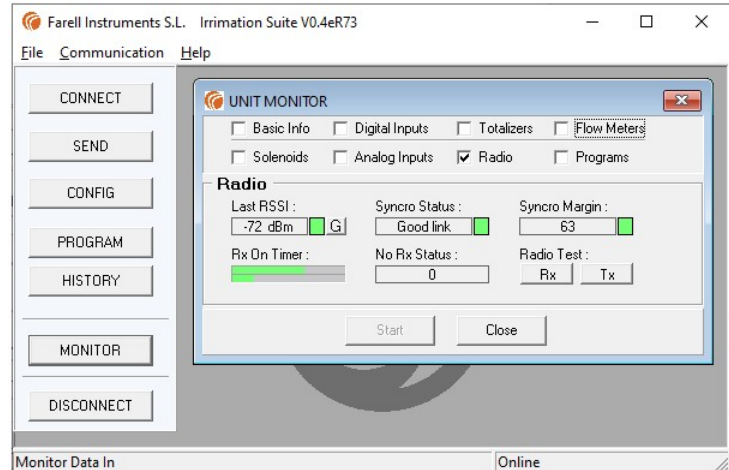 Farell Instruments S.L. Irrimation Suite V0.4eR73
File Communication Help
CONNECT
SEND
CONFIG
PROGRAM
HISTORY
MONITOR
DISCONNECT
UNIT MONITOR
Basic Info Digital Inputs Totalizers Flow Meters
Solenoids Analog Inputs Radio Programs
Radio
Last RSSI : Syncro Status : Syncro Margin :
-72 dBm G Good link 63
Rx On Timer : No Rx Status : Radio Test :
0 Rx Tx
Start Close
Monitor Data In Online